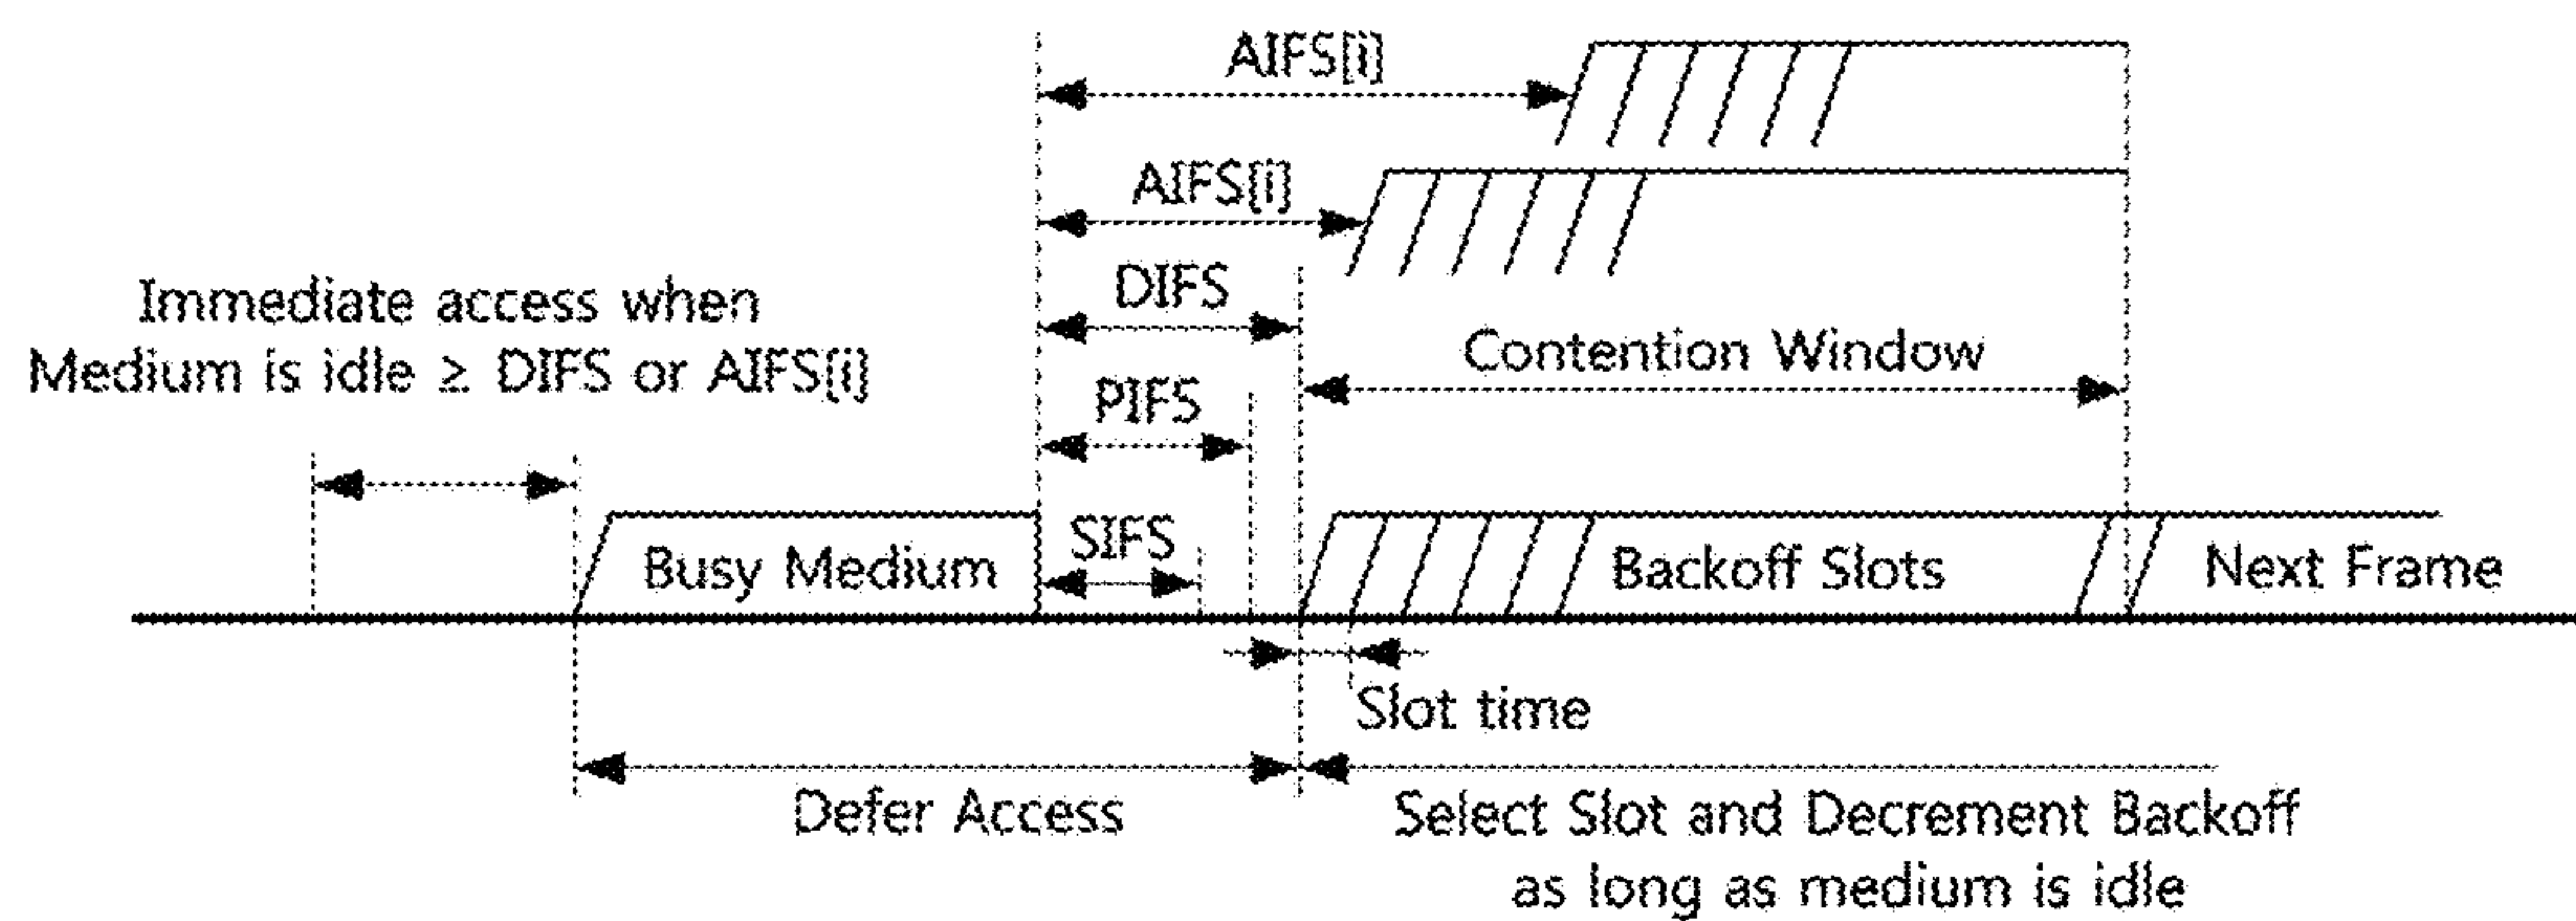 AIFS[i]
AIFS[i]
DIFS
Immediate access when
Medium is idle ≥ DIFS or AIFS[i]
Contention Window
PIFS
SIFS
Busy Medium
Backoff Slots
Next Frame
Slot time
Defer Access
Select Slot and Decrement Backoff
as long as medium is idle